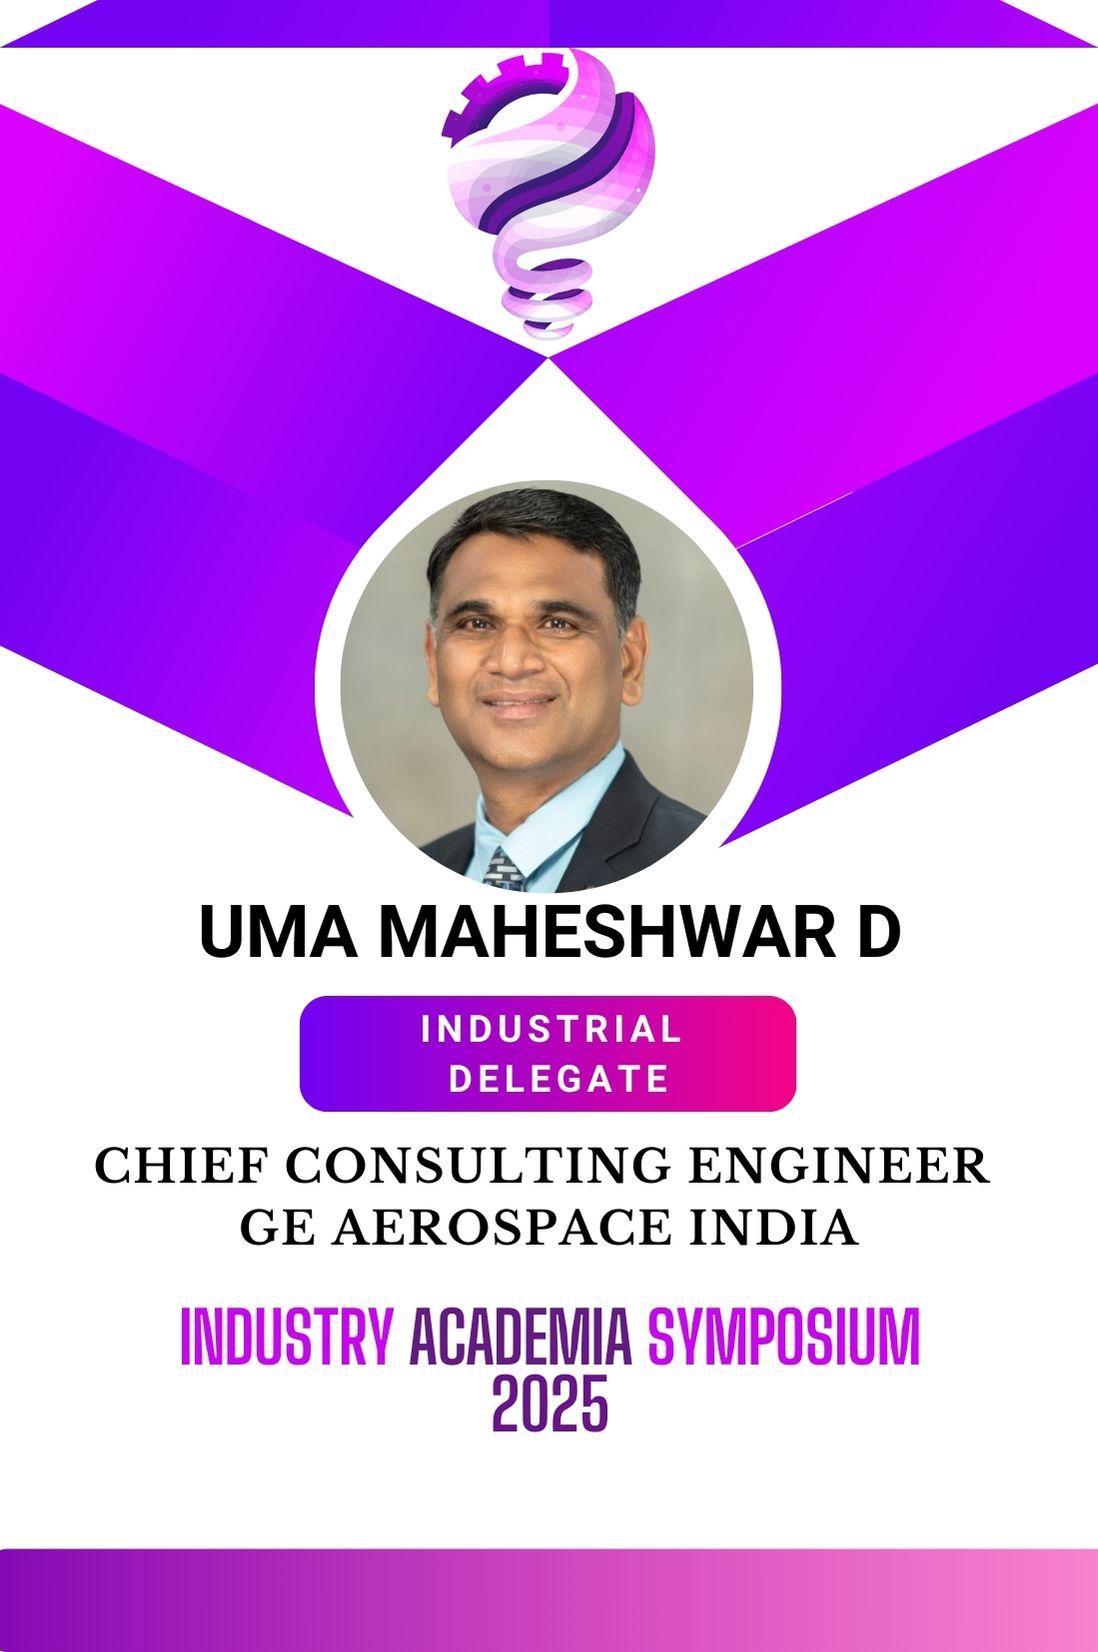 UMA MAHESHWAR D
INDUSTRIAL
DELEGATE
CHIEF CONSULTING ENGINEER
GE AEROSPACE INDIA
INDUSTRY ACADEMIA SYMPOSIUM
2025